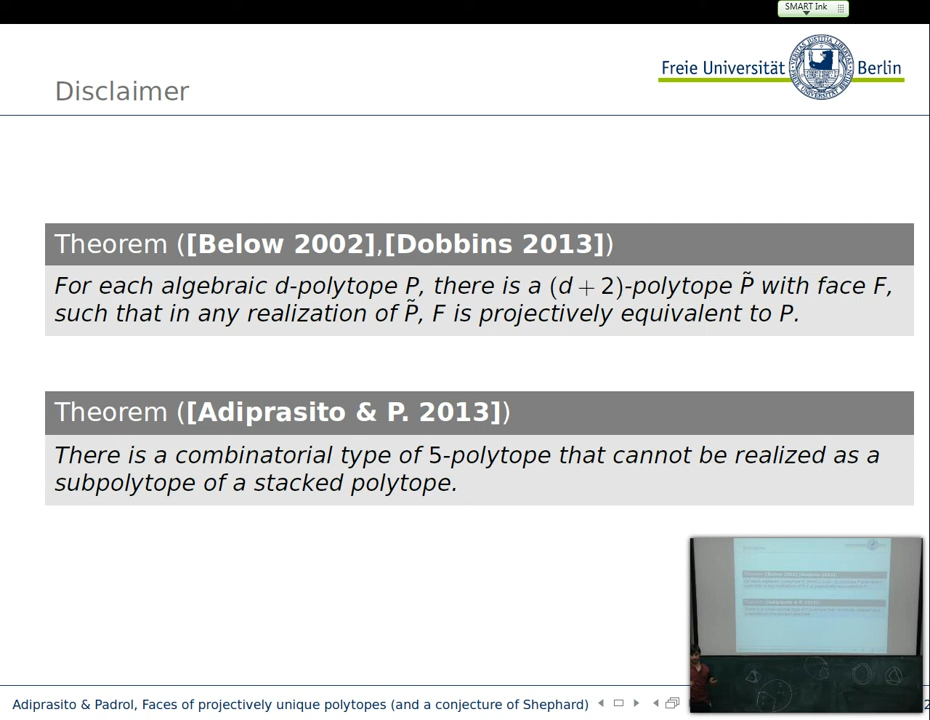 SMART Ink
Freie Universität Berlin
Disclaimer
Theorem ([Below 2002],[Dobbins 2013])
For each algebraic d-polytope P, there is a (d + 2)-polytope P̃ with face F,
such that in any realization of P̃, F is projectively equivalent to P.
Theorem ([Adiprasito & P. 2013])
There is a combinatorial type of 5-polytope that cannot be realized as a
subpolytope of a stacked polytope.
Adiprasito & Padrol, Faces of projectively unique polytopes (and a conjecture of Shephard)